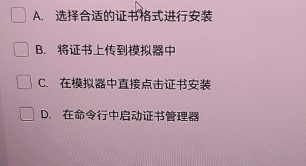 A. 选择合适的证书格式进行安装
B. 将证书上传到模拟器中
C. 在模拟器中直接点击证书安装
D. 在命令行中启动证书管理器